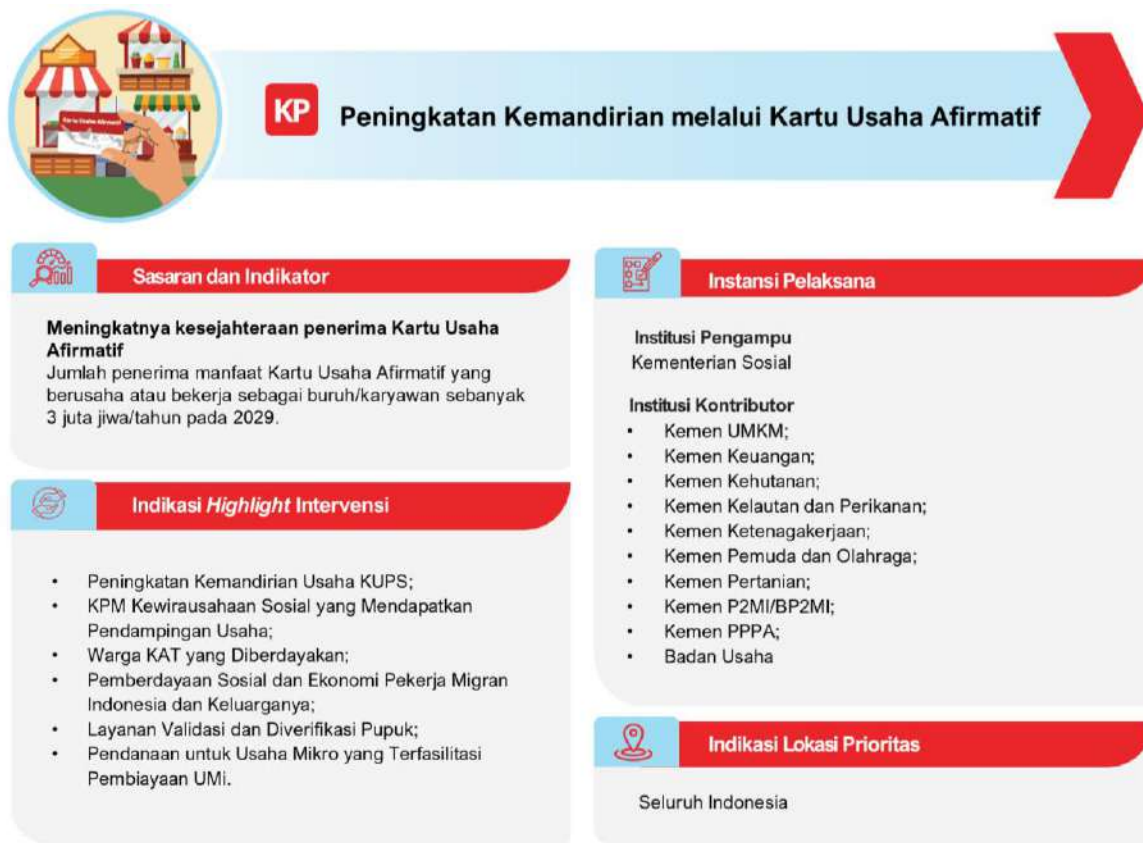 Kartu Usaha Afirmatif
KP
Peningkatan Kemandirian melalui Kartu Usaha Afirmatif
Sasaran dan Indikator
Meningkatnya kesejahteraan penerima Kartu Usaha
Afirmatif
Jumlah penerima manfaat Kartu Usaha Afirmatif yang
berusaha atau bekerja sebagai buruh/karyawan sebanyak
3 juta jiwa/tahun pada 2029.
Indikasi Highlight Intervensi
• Peningkatan Kemandirian Usaha KUPS;
• KPM Kewirausahaan Sosial yang Mendapatkan
Pendampingan Usaha;
• Warga KAT yang Diberdayakan;
• Pemberdayaan Sosial dan Ekonomi Pekerja Migran
Indonesia dan Keluarganya;
• Layanan Validasi dan Diverifikasi Pupuk;
• Pendanaan untuk Usaha Mikro yang Terfasilitasi
Pembiayaan UMi.
Instansi Pelaksana
Institusi Pengampu
Kementerian Sosial
Institusi Kontributor
• Kemen UMKM;
• Kemen Keuangan;
• Kemen Kehutanan;
• Kemen Kelautan dan Perikanan;
• Kemen Ketenagakerjaan;
• Kemen Pemuda dan Olahraga;
• Kemen Pertanian;
• Kemen P2MI/BP2MI;
• Kemen PPPA;
• Badan Usaha
Indikasi Lokasi Prioritas
Seluruh Indonesia